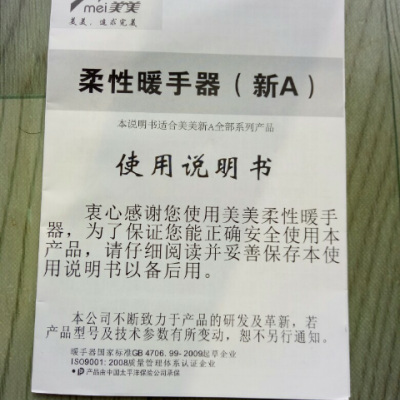 mei美美
美美，追求完美
柔性暖手器（新A）
本说明书适合美美新A全部系列产品
使用说明书
衷心感谢您使用美美柔性暖手
器，为了保证您能正确安全使用本
产品，请仔细阅读并妥善保存本使
用说明书以备后用。
本公司不断致力于产品的研发及革新，若
产品型号及技术参数有所变动，恕不另行通知。
暖手器国家标准GB 4706. 99-2009起草企业
ISO9001: 2008质量管理体系认证企业
产品由中国太平洋保险公司承保